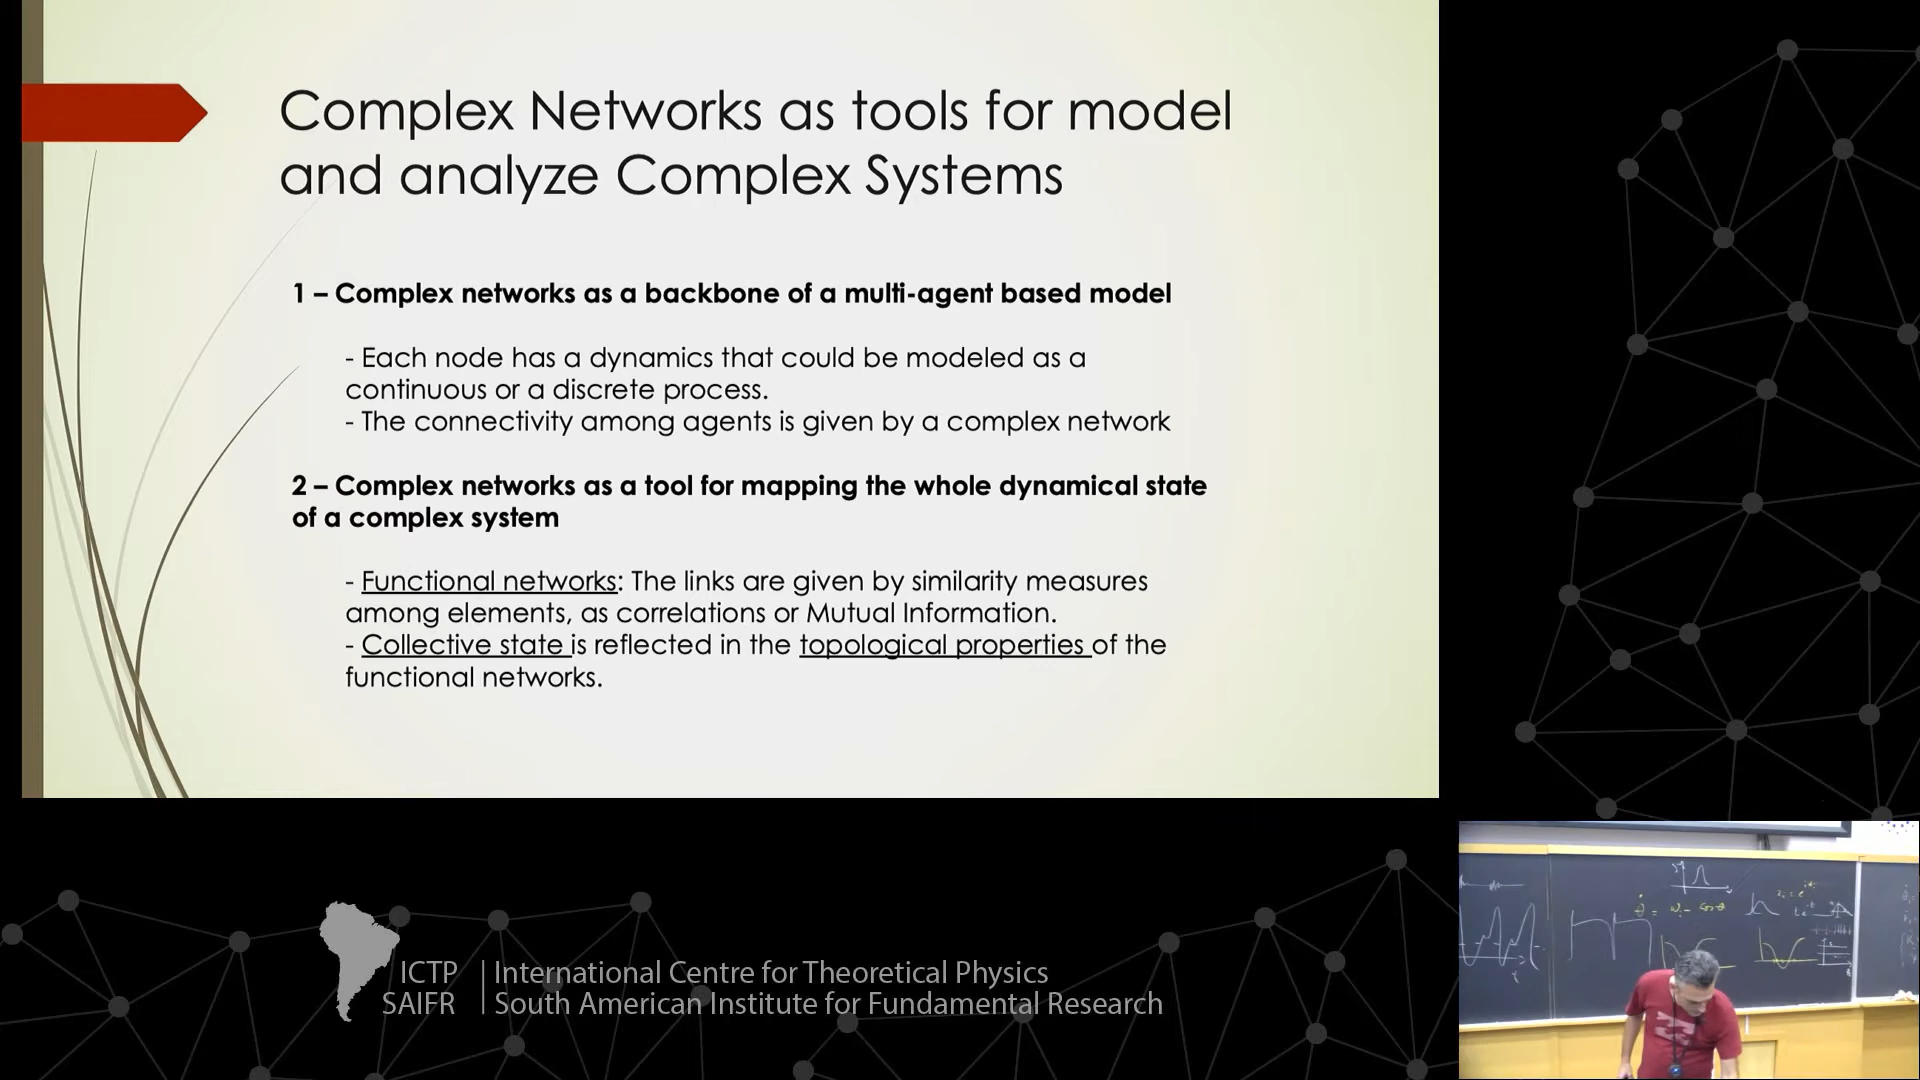 Complex Networks as tools for model
and analyze Complex Systems
1 – Complex networks as a backbone of a multi-agent based model
- Each node has a dynamics that could be modeled as a
continuous or a discrete process.
- The connectivity among agents is given by a complex network
2 – Complex networks as a tool for mapping the whole dynamical state
of a complex system
- Functional networks: The links are given by similarity measures
among elements, as correlations or Mutual Information.
- Collective state is reflected in the topological properties of the
functional networks.
ICTP International Centre for Theoretical Physics
SAIFR South American Institute for Fundamental Research